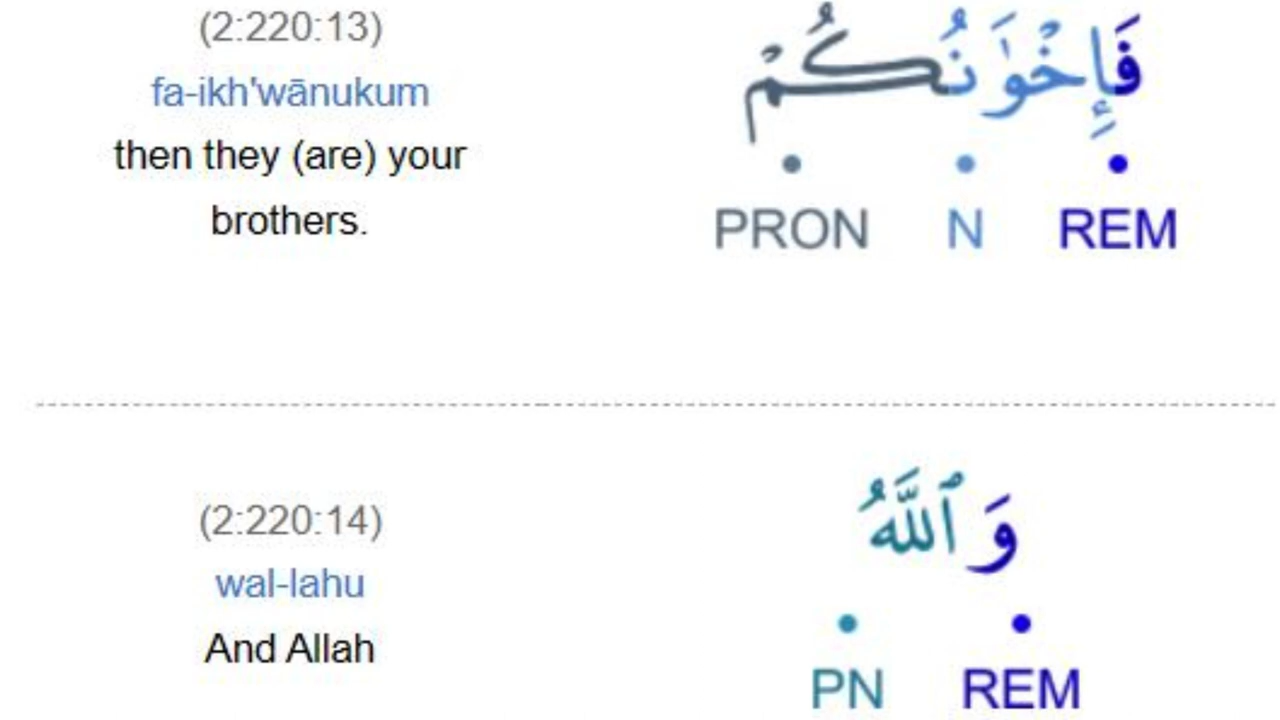 (2:220:13)
fa-ikh'wānukum
then they (are) your
brothers.
فَإِخْوَٰنُكُمْ
PRON N REM
(2:220:14)
wal-lahu
And Allah
وَٱللَّهُ
PN REM